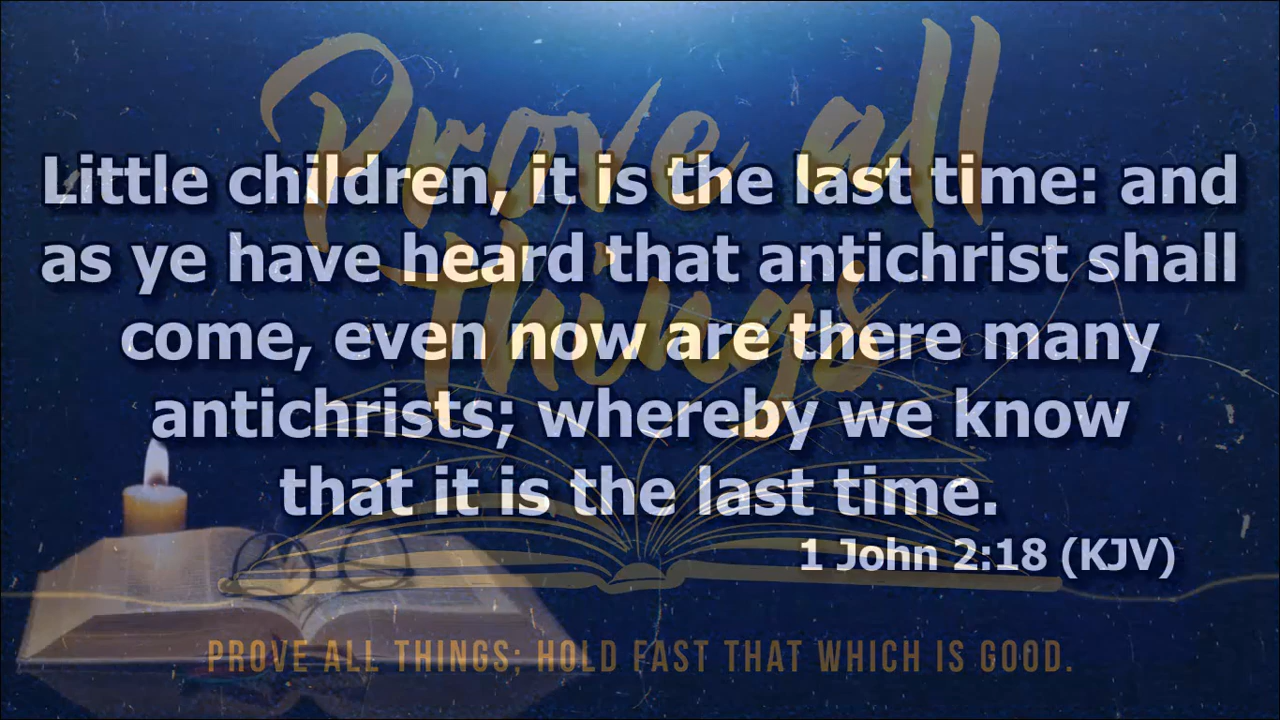 Prove all
Things
Little children, it is the last time: and
as ye have heard that antichrist shall
come, even now are there many
antichrists; whereby we know
that it is the last time.
1 John 2:18 (KJV)
PROVE ALL THINGS; HOLD FAST THAT WHICH IS GOOD.